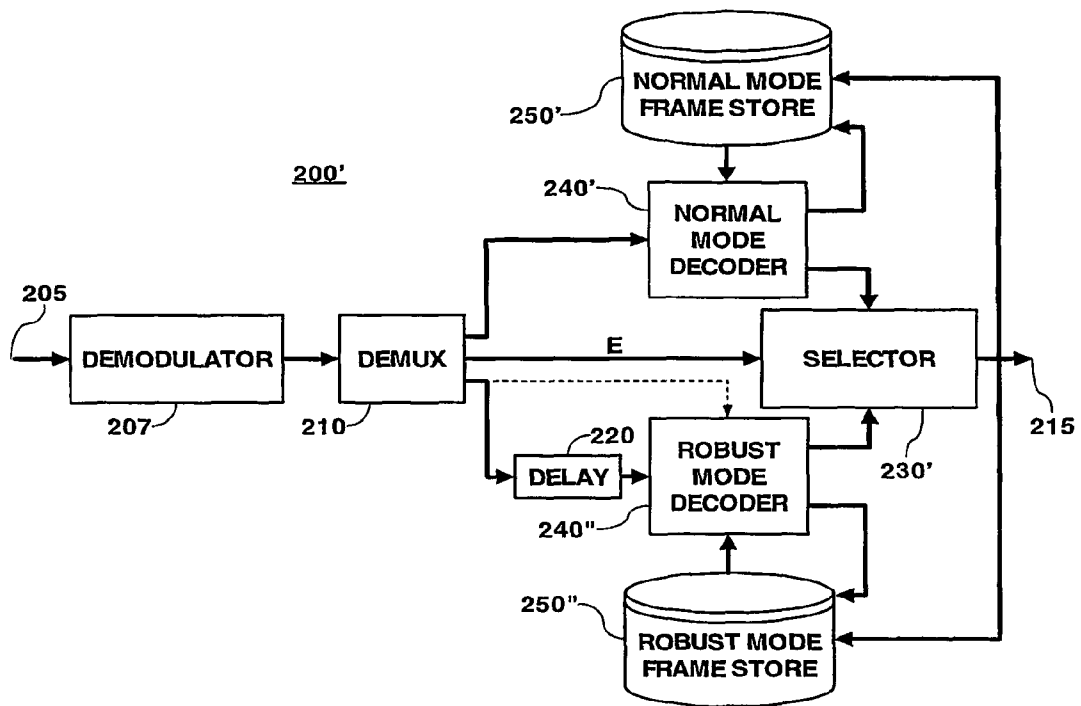 NORMAL MODE
FRAME STORE
250'
200'
240'
NORMAL
MODE
DECODER
205
DEMODULATOR
207
DEMUX
210
E
SELECTOR
230'
215
220
DELAY
ROBUST
MODE
DECODER
240"
250"
ROBUST MODE
FRAME STORE